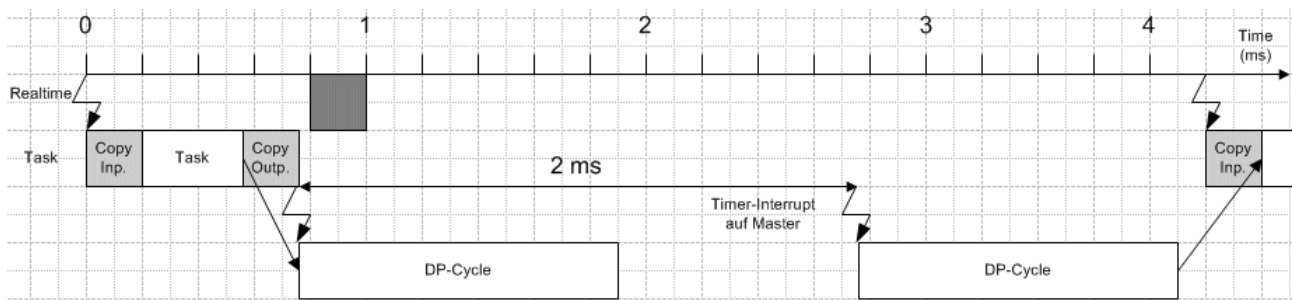 0 1 2 3 4
Time
(ms)
Realtime
Task
Copy
Inp.
Task
Copy
Outp.
2 ms
Copy
Inp.
Timer-Interrupt
auf Master
DP-Cycle
DP-Cycle